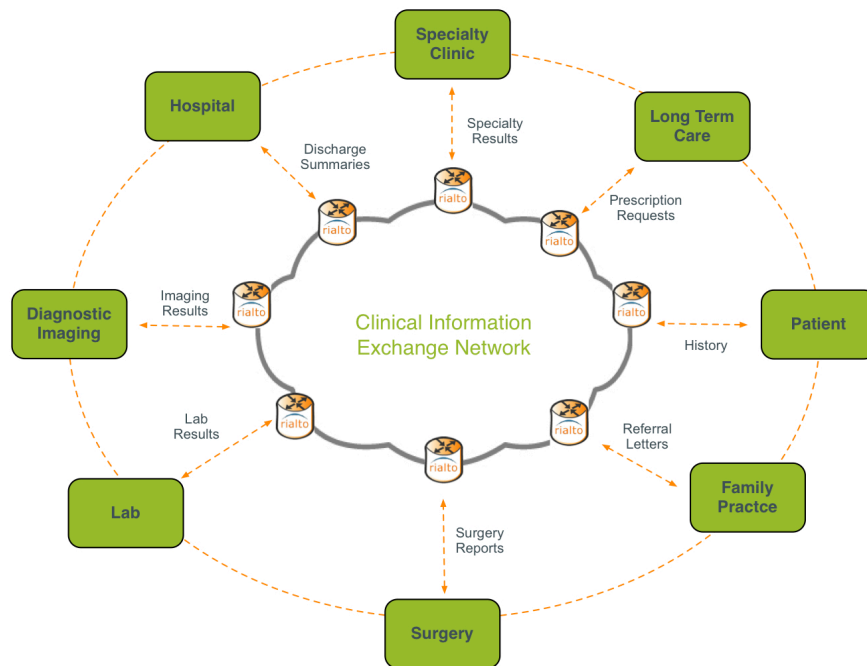 Specialty
Clinic
Hospital
Long Term
Care
Specialty
Results
Discharge
Summaries
Prescription
Requests
rialto
rialto
rialto
Diagnostic
Imaging
Imaging
Results
rialto
Clinical Information
Exchange Network
rialto
History
Patient
Lab
Results
rialto
rialto
Referral
Letters
rialto
Lab
Family
Practce
Surgery
Reports
Surgery